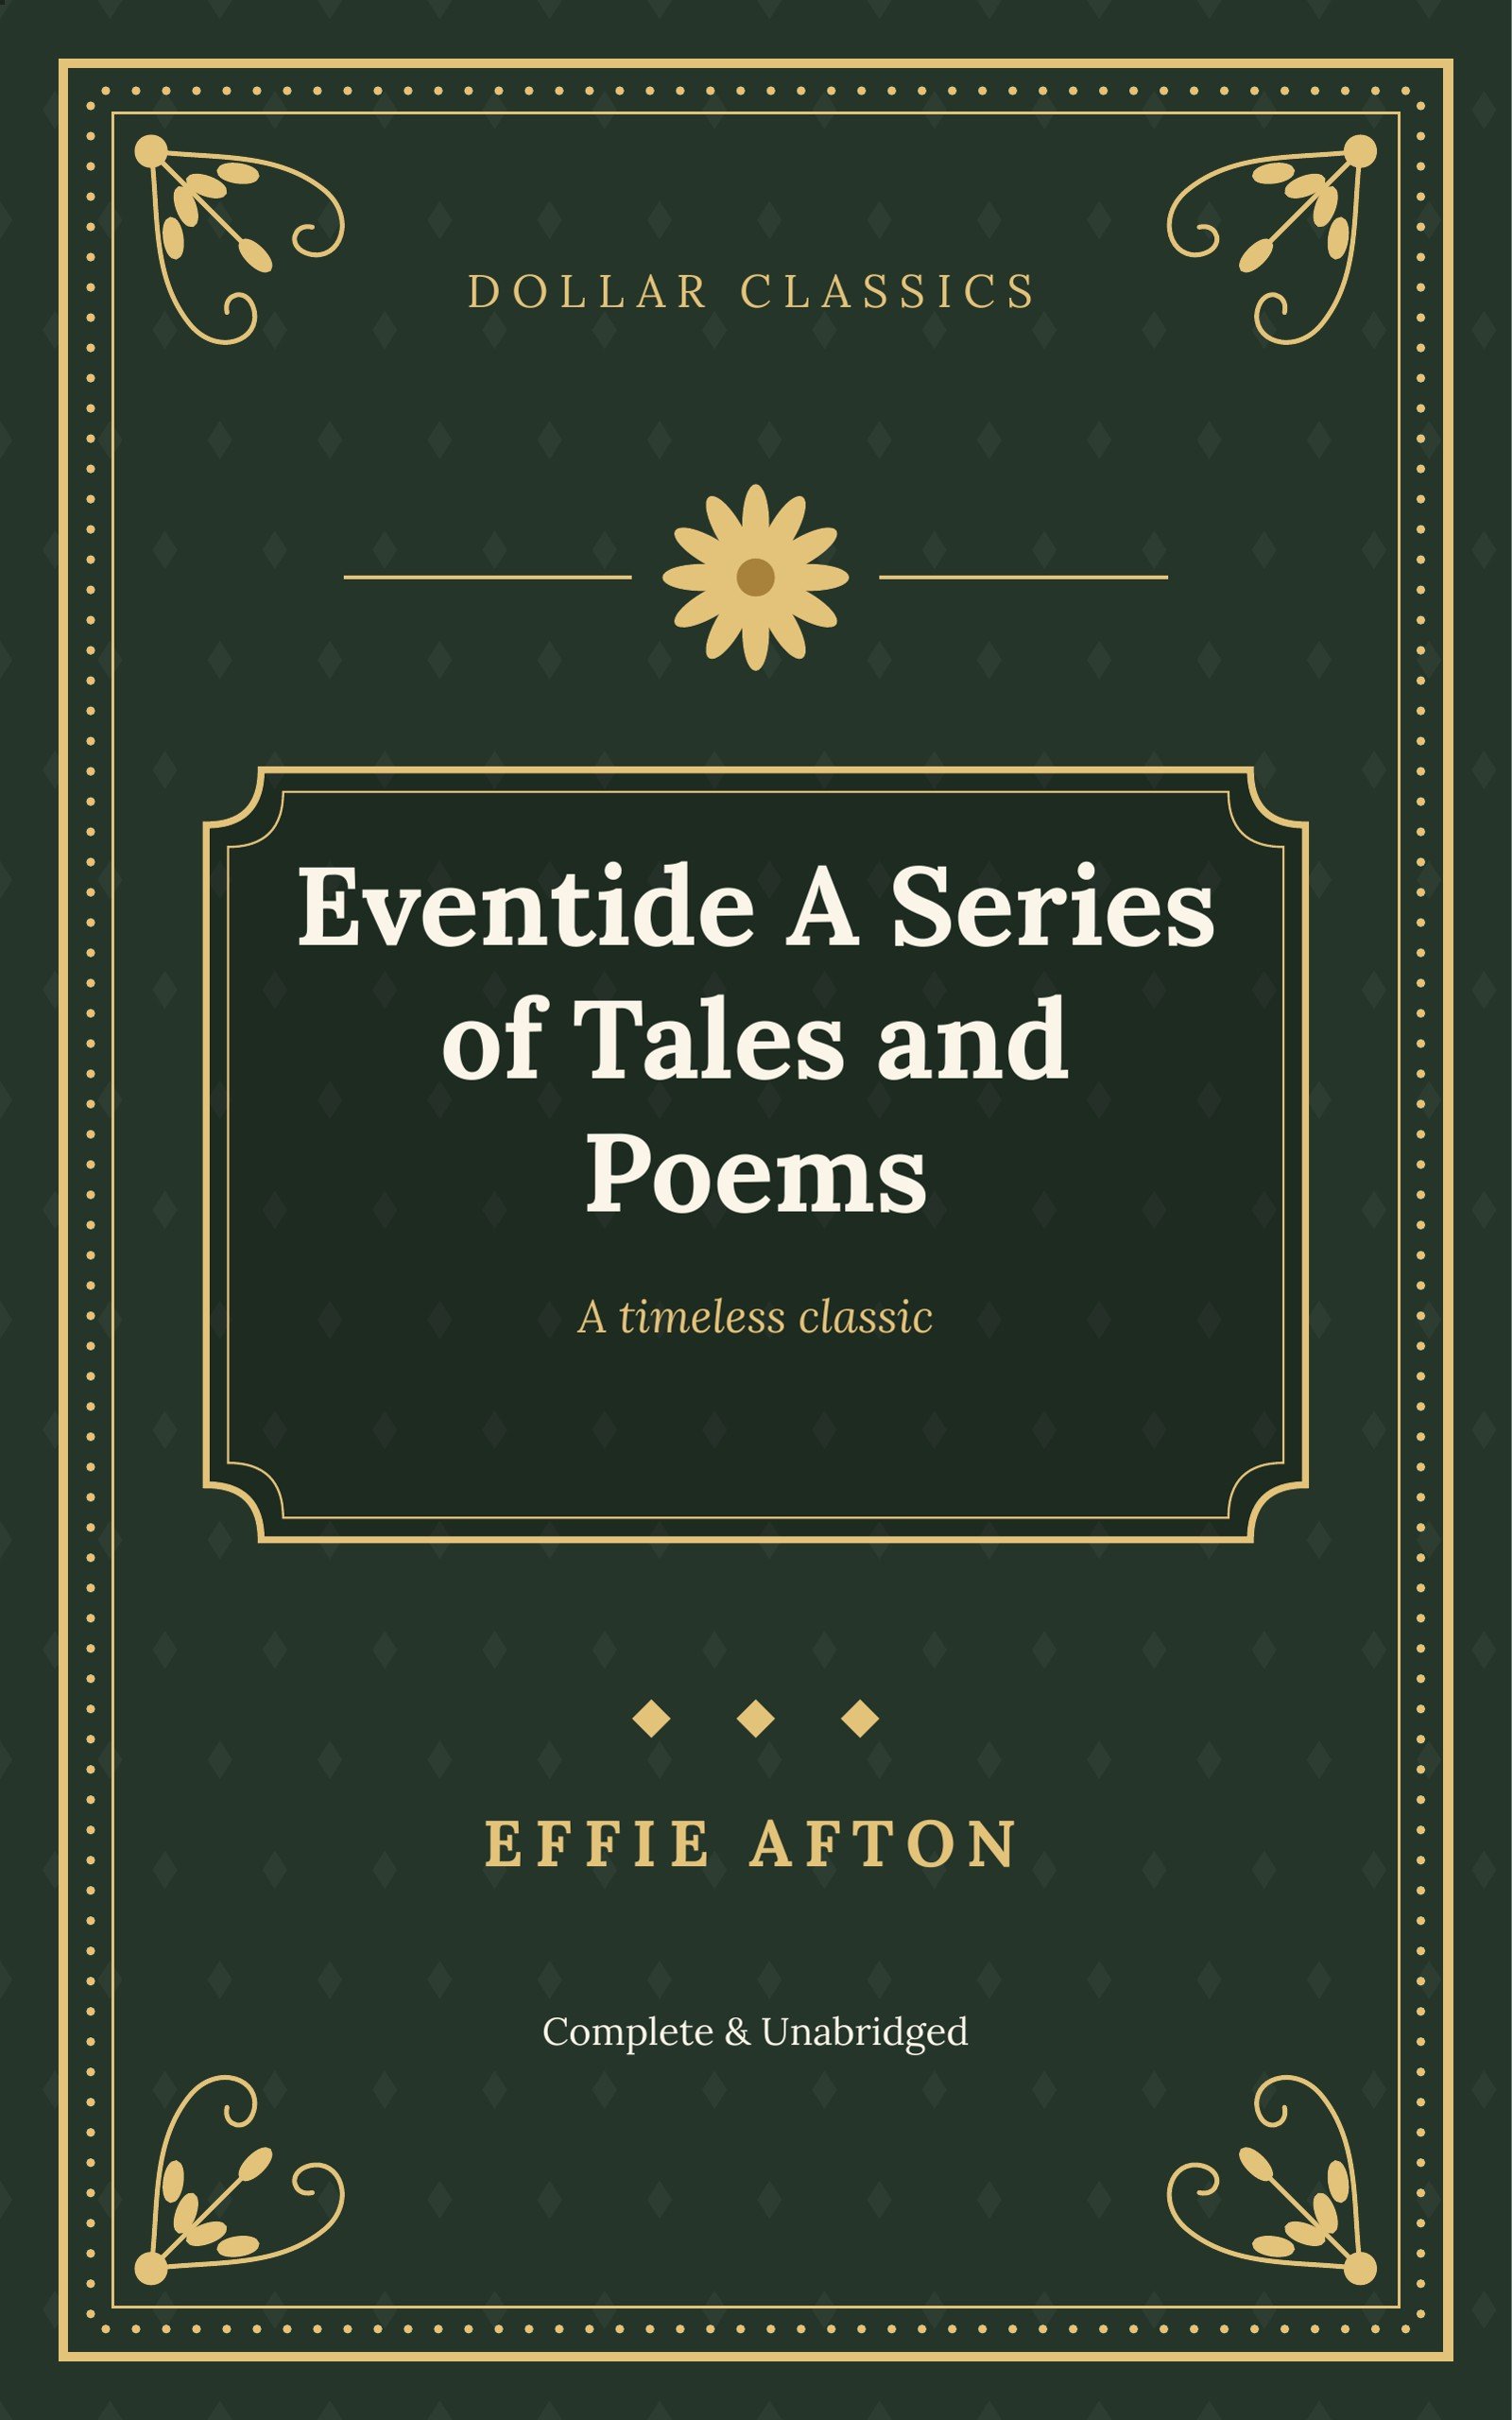 DOLLAR CLASSICS
Eventide A Series
of Tales and
Poems
A timeless classic
EFFIE AFTON
Complete & Unabridged